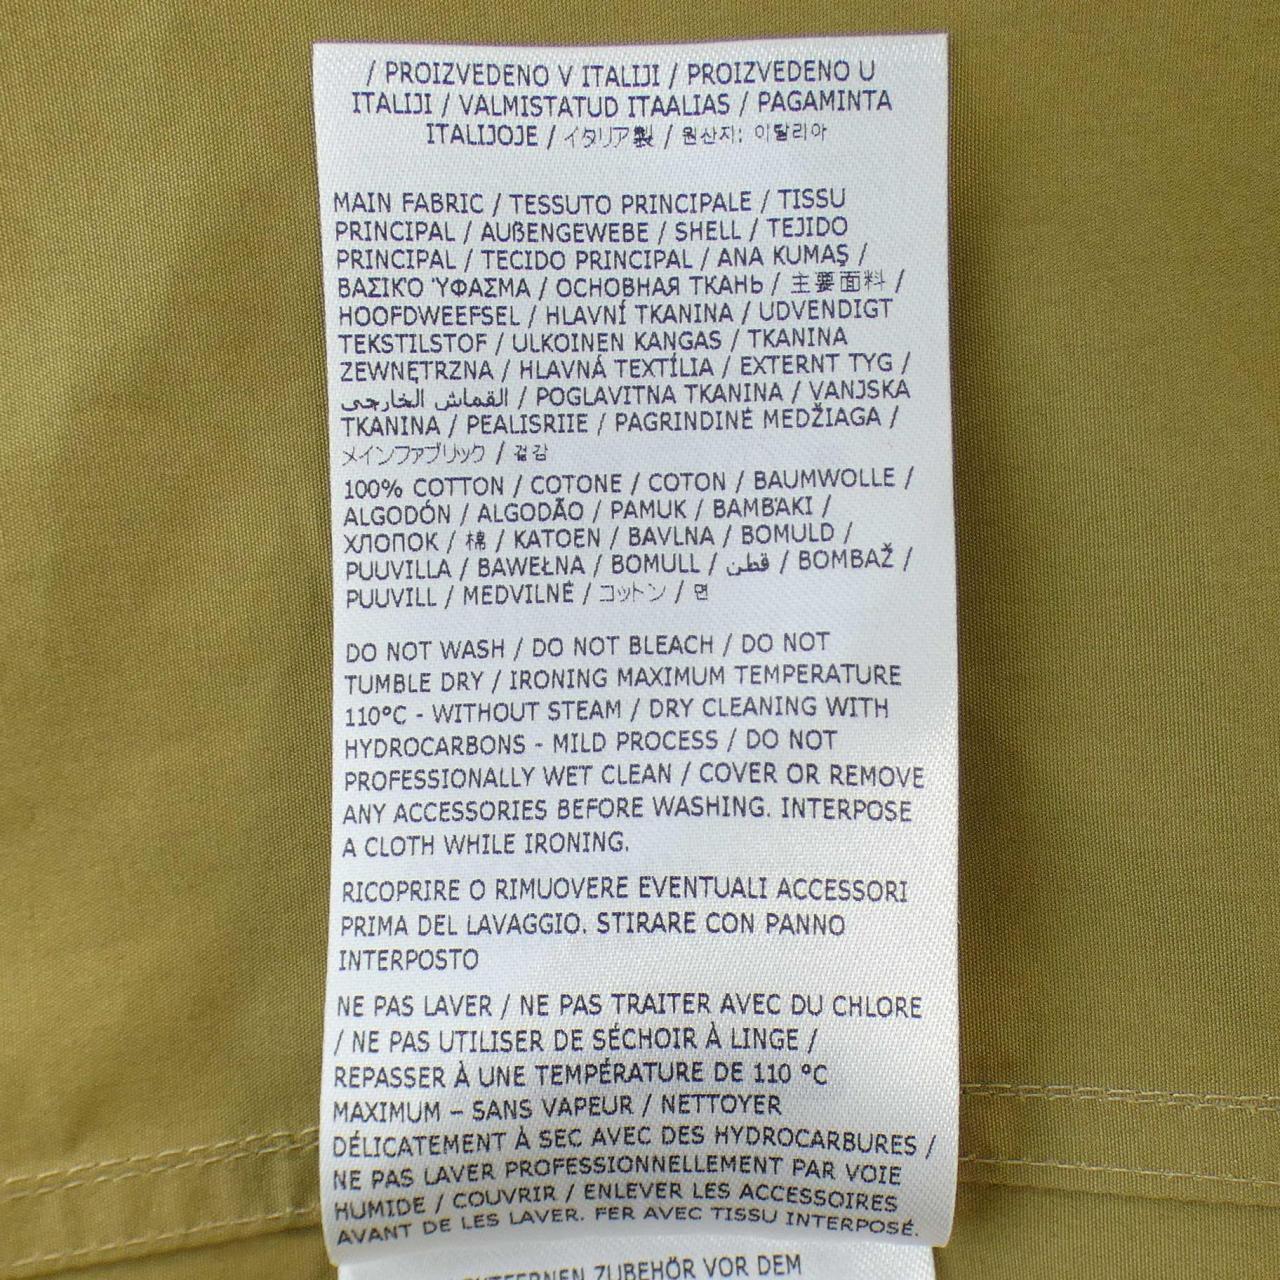 / PROIZVEDENO V ITALIJI / PROIZVEDENO U
ITALIJI / VALMISTATUD ITAALIAS / PAGAMINTA
ITALIJOJE / イタリア製 / 원산지: 이탈리아
MAIN FABRIC / TESSUTO PRINCIPALE / TISSU
PRINCIPAL / AUßENGEWEBE / SHELL / TEJIDO
PRINCIPAL / TECIDO PRINCIPAL / ANA KUMAŞ /
ΒΑΣΙΚΟ ΎΦΑΣΜΑ / ОСНОВНАЯ ТКАНЬ / 主要面料 /
HOOFDWEEFSEL / HLAVNÍ TKANINA / UDVENDIGT
TEKSTILSTOF / ULKOINEN KANGAS / TKANINA
ZEWNĘTRZNA / HLAVNÁ TEXTÍLIA / EXTERNT TYG /
القماش الخارجي / POGLAVITNA TKANINA / VANJSKA
TKANINA / PEALISRIIE / PAGRINDINĖ MEDŽIAGA /
メインファブリック / 겉감
100% COTTON / COTONE / COTON / BAUMWOLLE /
ALGODÓN / ALGODÃO / PAMUK / ΒΑΜΒΆΚΙ /
ХЛОПОК / 棉 / KATOEN / BAVLNA / BOMULD /
PUUVILLA / BAWEŁNA / BOMULL / قطن / BOMBAŽ /
PUUVILL / MEDVILNĖ / コットン / 면
DO NOT WASH / DO NOT BLEACH / DO NOT
TUMBLE DRY / IRONING MAXIMUM TEMPERATURE
110°C - WITHOUT STEAM / DRY CLEANING WITH
HYDROCARBONS - MILD PROCESS / DO NOT
PROFESSIONALLY WET CLEAN / COVER OR REMOVE
ANY ACCESSORIES BEFORE WASHING. INTERPOSE
A CLOTH WHILE IRONING.
RICOPRIRE O RIMUOVERE EVENTUALI ACCESSORI
PRIMA DEL LAVAGGIO. STIRARE CON PANNO
INTERPOSTO
NE PAS LAVER / NE PAS TRAITER AVEC DU CHLORE
/ NE PAS UTILISER DE SÉCHOIR À LINGE /
REPASSER À UNE TEMPÉRATURE DE 110 °C
MAXIMUM – SANS VAPEUR / NETTOYER
DÉLICATEMENT À SEC AVEC DES HYDROCARBURES /
NE PAS LAVER PROFESSIONNELLEMENT PAR VOIE
HUMIDE / COUVRIR / ENLEVER LES ACCESSOIRES
AVANT DE LES LAVER. FER AVEC TISSU INTERPOSÉ.
ZUBEHÖR VOR DEM